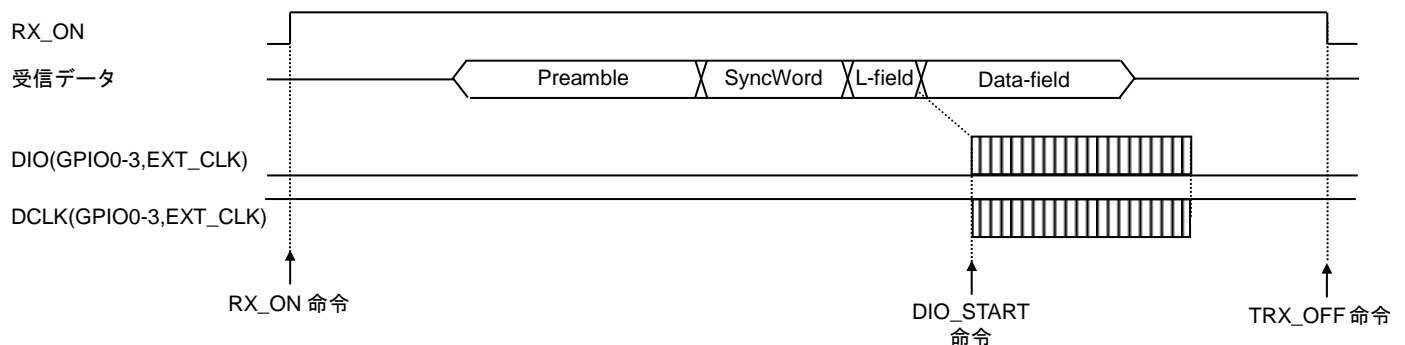 RX_ON
受信データ
Preamble
SyncWord
L-field
Data-field
DIO(GPIO0-3,EXT_CLK)
DCLK(GPIO0-3,EXT_CLK)
RX_ON 命令
DIO_START
命令
TRX_OFF 命令